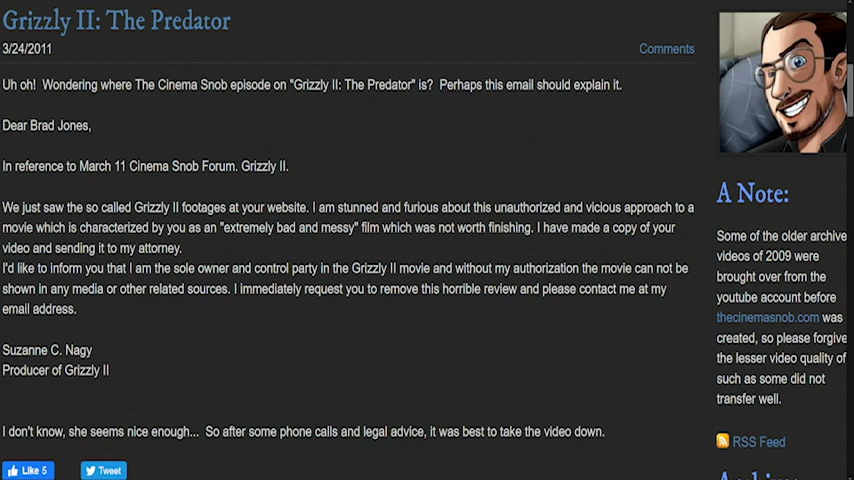 Grizzly II: The Predator
3/24/2011
Comments
Uh oh! Wondering where The Cinema Snob episode on "Grizzly II: The Predator" is? Perhaps this email should explain it.
Dear Brad Jones,
In reference to March 11 Cinema Snob Forum. Grizzly II.
We just saw the so called Grizzly II footages at your website. I am stunned and furious about this unauthorized and vicious approach to a
movie which is characterized by you as an "extremely bad and messy" film which was not worth finishing. I have made a copy of your
video and sending it to my attorney.
I'd like to inform you that I am the sole owner and control party in the Grizzly II movie and without my authorization the movie can not be
shown in any media or other related sources. I immediately request you to remove this horrible review and please contact me at my
email address.
Suzanne C. Nagy
Producer of Grizzly II
I don't know, she seems nice enough... So after some phone calls and legal advice, it was best to take the video down.
Like 5
Tweet
A Note:
Some of the older archive
videos of 2009 were
brought over from the
youtube account before
thecinemasnob.com was
created, so please forgive
the lesser video quality of
such as some did not
transfer well.
RSS Feed